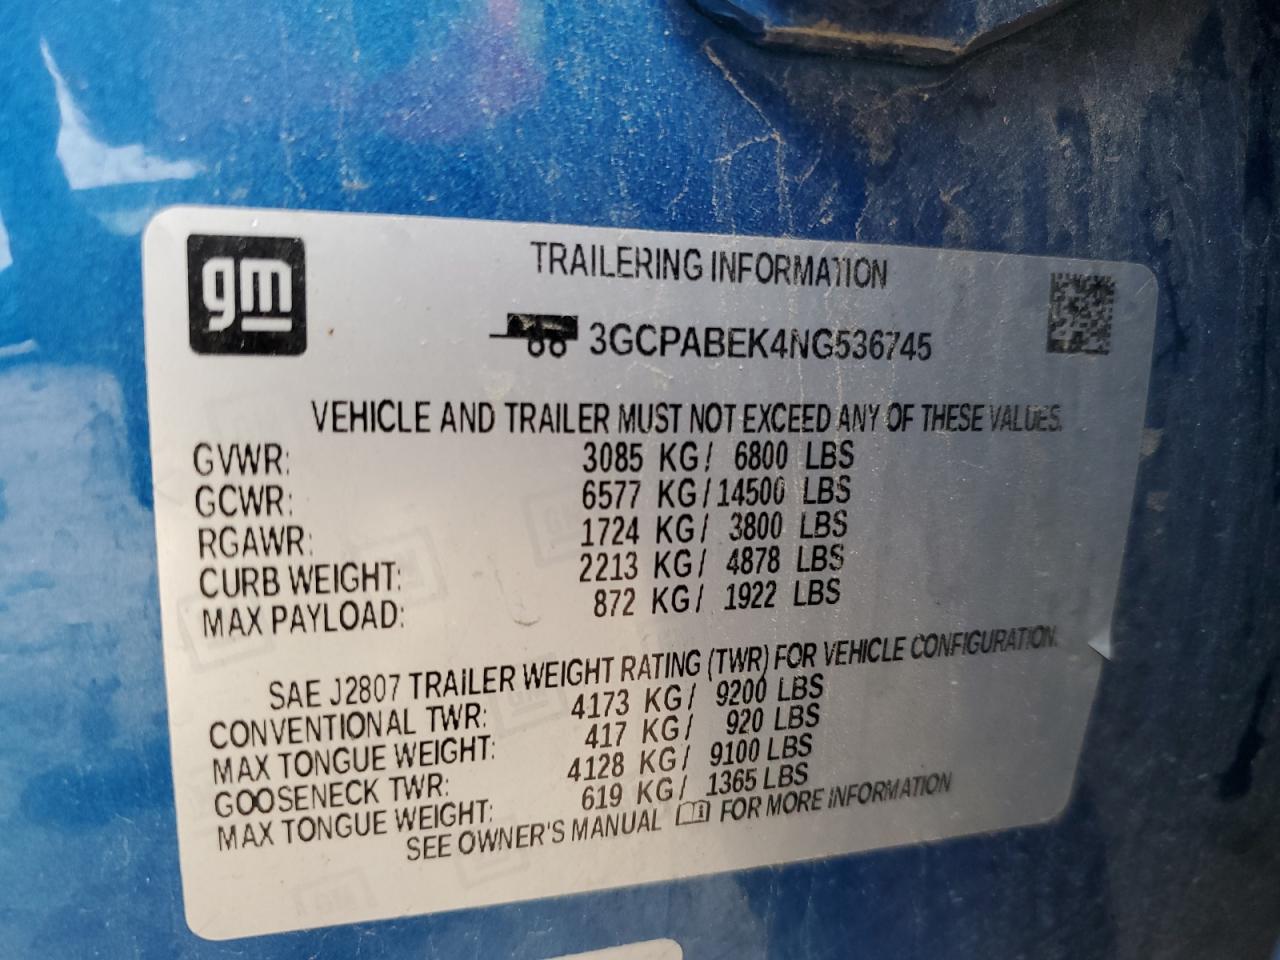 gm
TRAILERING INFORMATION
3GCPABEK4NG536745
VEHICLE AND TRAILER MUST NOT EXCEED ANY OF THESE VALUES.
GVWR: 3085 KG/ 6800 LBS
GCWR: 6577 KG/14500 LBS
RGAWR: 1724 KG/ 3800 LBS
CURB WEIGHT: 2213 KG/ 4878 LBS
MAX PAYLOAD: 872 KG/ 1922 LBS
SAE J2807 TRAILER WEIGHT RATING (TWR) FOR VEHICLE CONFIGURATION.
CONVENTIONAL TWR: 4173 KG/ 9200 LBS
MAX TONGUE WEIGHT: 417 KG/ 920 LBS
GOOSENECK TWR: 4128 KG/ 9100 LBS
MAX TONGUE WEIGHT: 619 KG/ 1365 LBS
SEE OWNER'S MANUAL FOR MORE INFORMATION